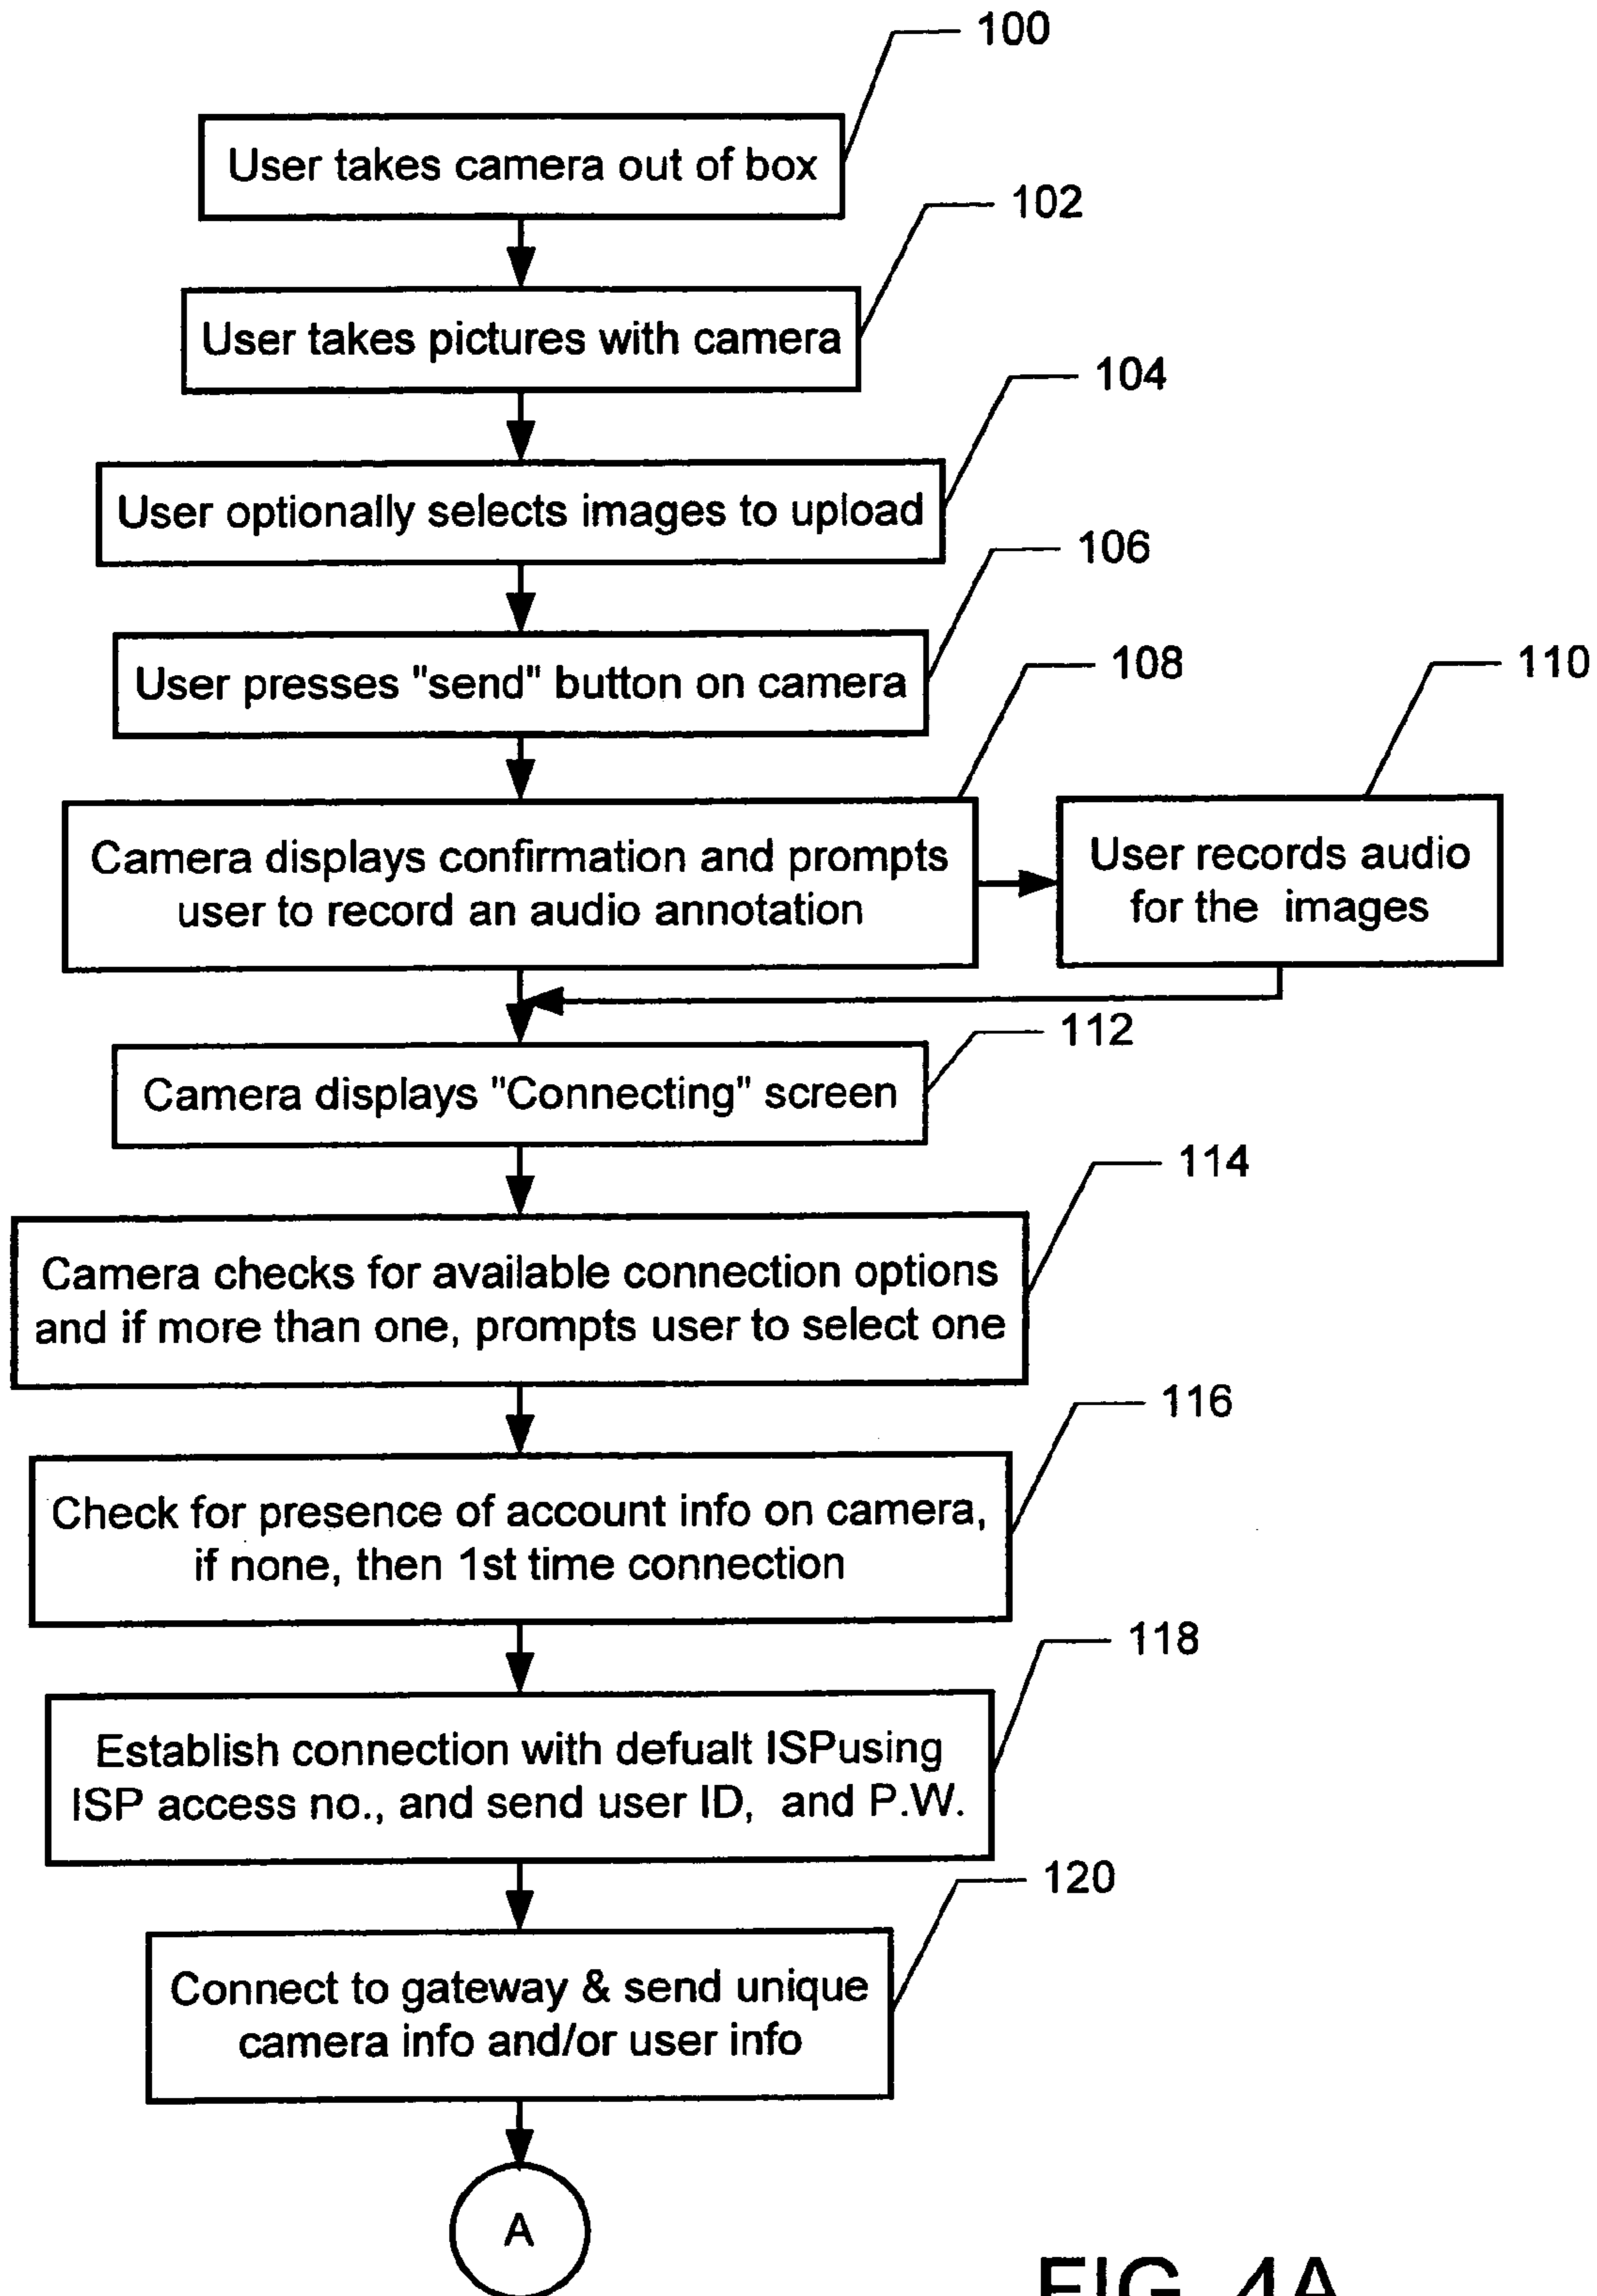 100
User takes camera out of box
102
User takes pictures with camera
104
User optionally selects images to upload
106
User presses "send" button on camera
108
110
Camera displays confirmation and prompts
user to record an audio annotation
User records audio
for the images
112
Camera displays "Connecting" screen
114
Camera checks for available connection options
and if more than one, prompts user to select one
116
Check for presence of account info on camera,
if none, then 1st time connection
118
Establish connection with defualt ISPusing
ISP access no., and send user ID, and P.W.
120
Connect to gateway & send unique
camera info and/or user info
A
FIG. 4A